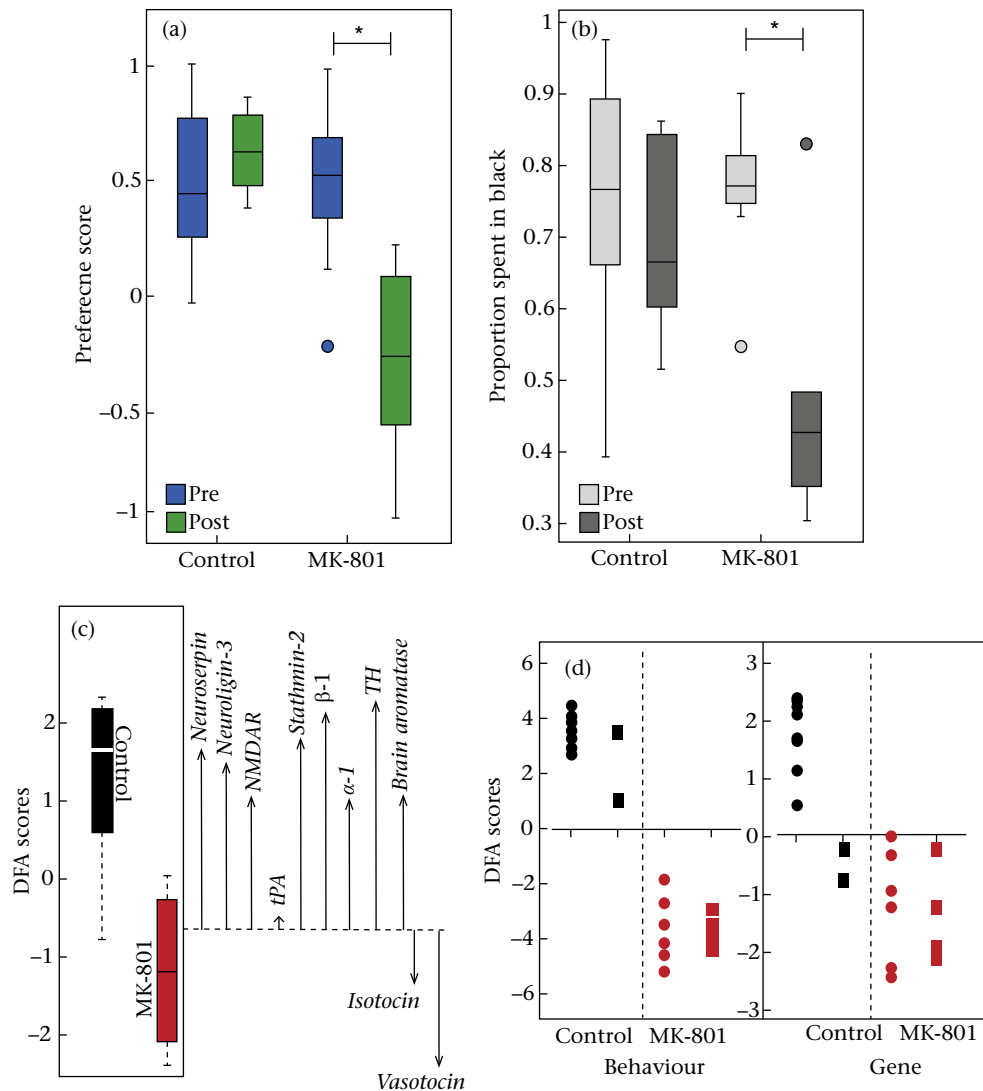 (a)
*
Preferecne score
1
0.5
0
−0.5
−1
Pre
Post
Control
MK-801
(b)
*
Proportion spent in black
1
0.9
0.8
0.7
0.6
0.5
0.4
0.3
Pre
Post
Control
MK-801
(c)
DFA scores
2
1
0
−1
−2
Control
MK-801
Neuroserpin
Neuroligin-3
NMDAR
tPA
Stathmin-2
β-1
α-1
TH
Brain aromatase
Isotocin
Vasotocin
(d)
DFA scores
6
4
2
0
−2
−4
−6
3
2
1
0
−1
−2
−3
Control
MK-801
Control
MK-801
Behaviour
Gene